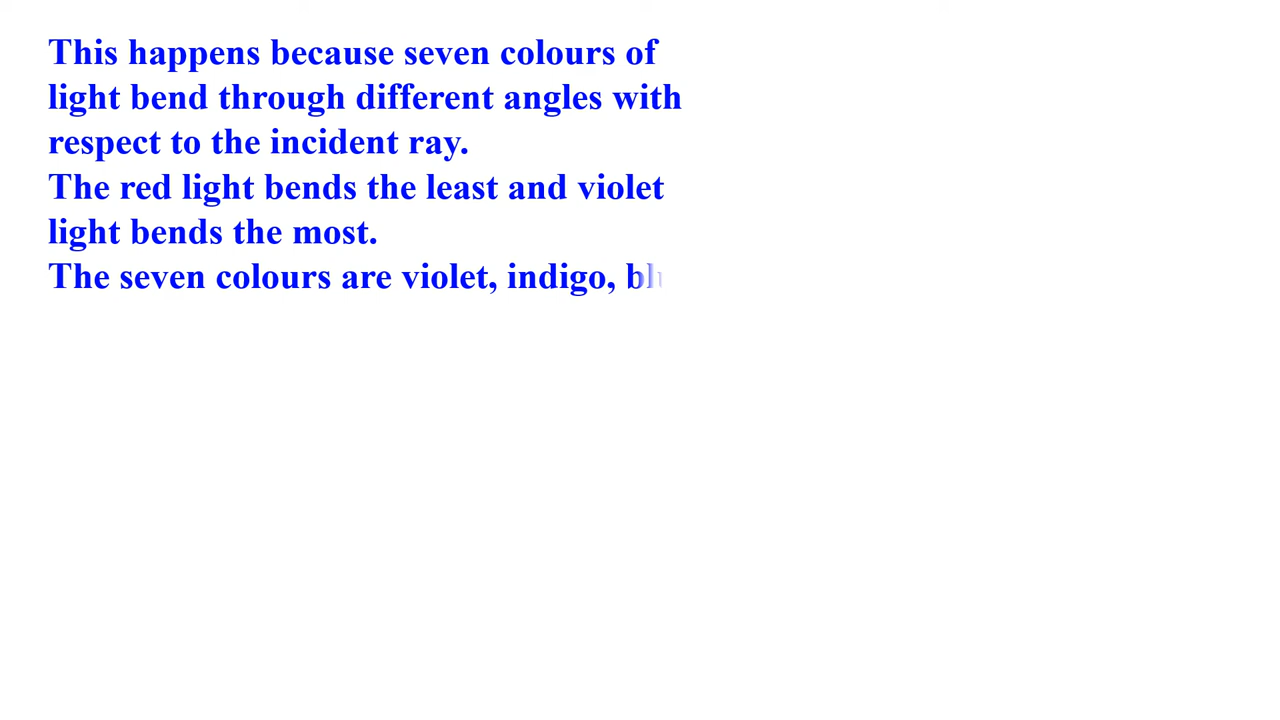 This happens because seven colours of
light bend through different angles with
respect to the incident ray.
The red light bends the least and violet
light bends the most.
The seven colours are violet, indigo,